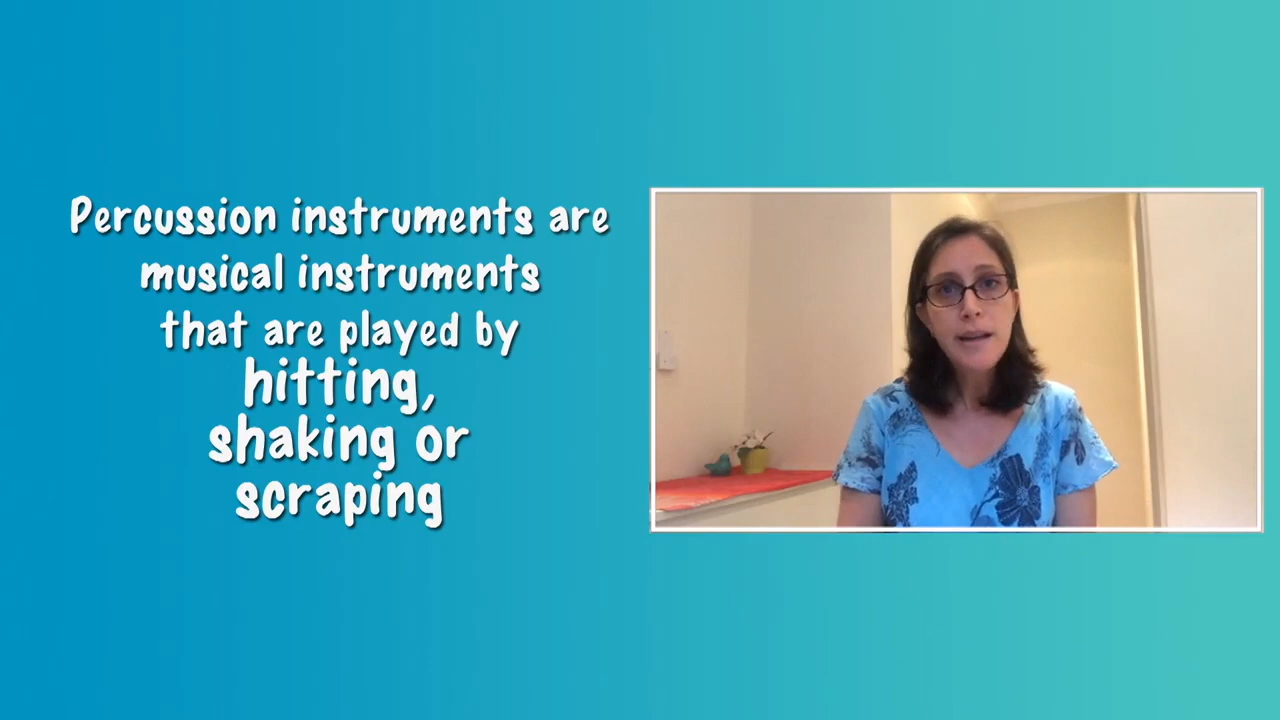 Percussion instruments are
musical instruments
that are played by
hitting,
shaking or
scraping